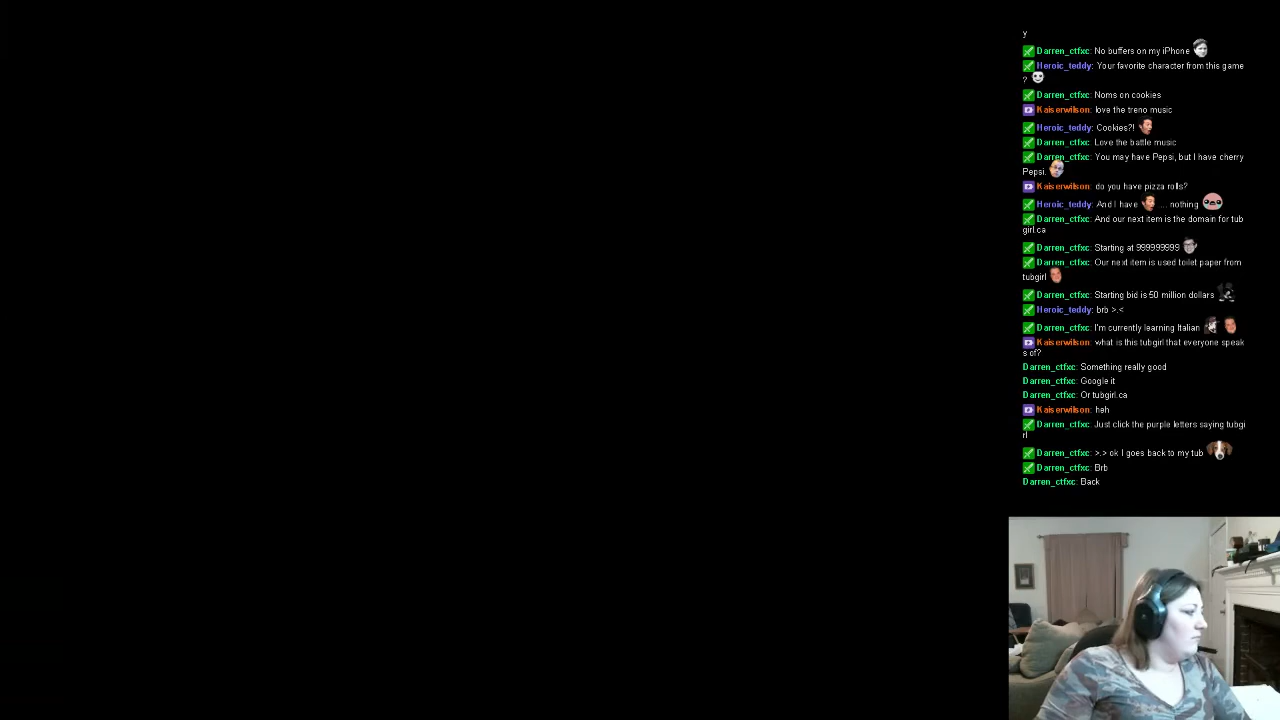 y
Darren_ctfxc: No buffers on my iPhone
Heroic_teddy: Your favorite character from this game
?
Darren_ctfxc: Noms on cookies
Kaiserwilson: love the treno music
Heroic_teddy: Cookies?!
Darren_ctfxc: Love the battle music
Darren_ctfxc: You may have Pepsi, but I have cherry
Pepsi.
Kaiserwilson: do you have pizza rolls?
Heroic_teddy: And I have ... nothing
Darren_ctfxc: And our next item is the domain for tub
girl.ca
Darren_ctfxc: Starting at 999999999
Darren_ctfxc: Our next item is used toilet paper from
tubgirl
Darren_ctfxc: Starting bid is 50 million dollars
Heroic_teddy: brb >.<
Darren_ctfxc: I'm currently learning Italian
Kaiserwilson: what is this tubgirl that everyone speak
s of?
Darren_ctfxc: Something really good
Darren_ctfxc: Google it
Darren_ctfxc: Or tubgirl.ca
Kaiserwilson: heh
Darren_ctfxc: Just click the purple letters saying tubgi
rl
Darren_ctfxc: >.> ok I goes back to my tub
Darren_ctfxc: Brb
Darren_ctfxc: Back